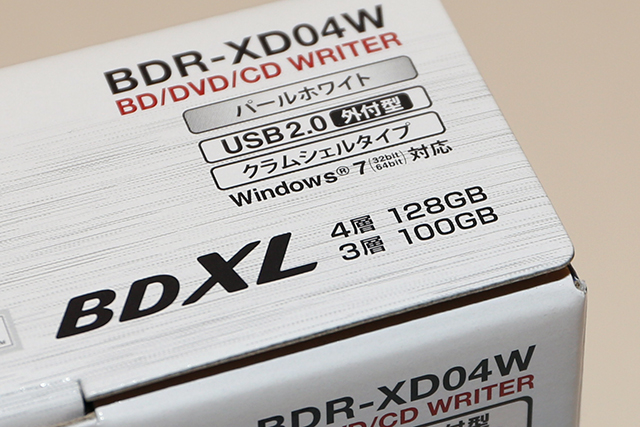 BDR-XD04W
BD/DVD/CD WRITER
パールホワイト
USB2.0 外付型
クラムシェルタイプ
Windows® 7 (32bit/64bit) 対応
BDXL
4層 128GB
3層 100GB
BDR-XD04W
/CD WRITER